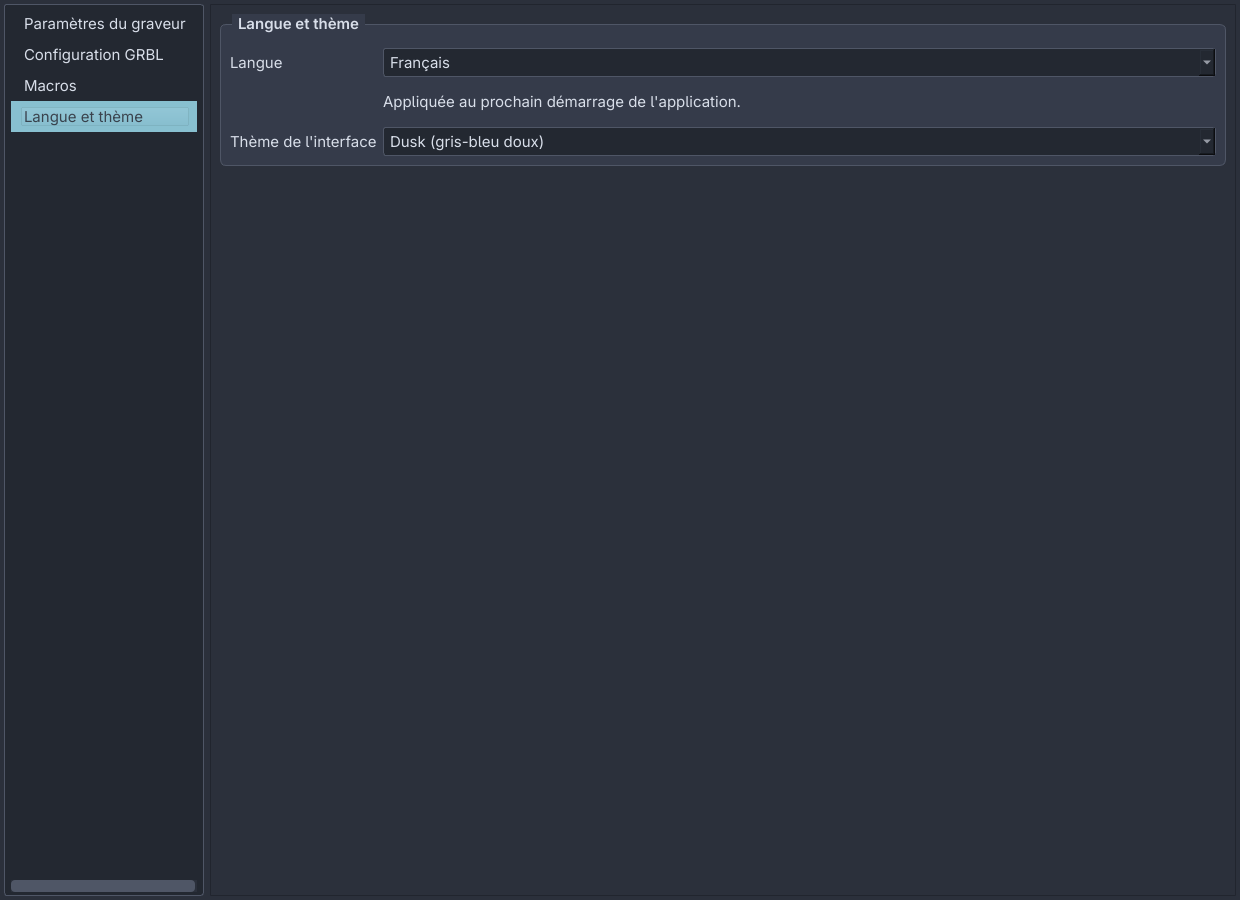 Paramètres du graveur
Configuration GRBL
Macros
Langue et thème
Langue et thème
Langue
Français
Appliquée au prochain démarrage de l'application.
Thème de l'interface
Dusk (gris-bleu doux)